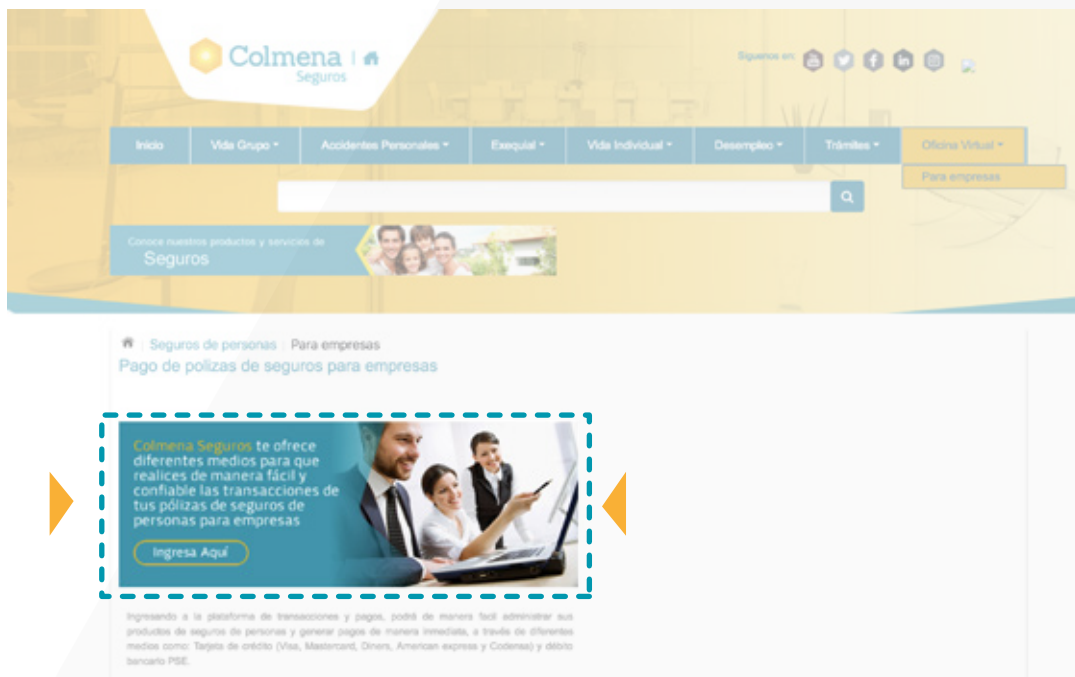 Colmena
Seguros
Síguenos en:
Inicio
Vida Grupo
Accidentes Personales
Exequial
Vida Individual
Desempleo
Trámites
Oficina Virtual
Para empresas
Conoce nuestros productos y servicios de
Seguros
Seguros de personas | Para empresas
Pago de polizas de seguros para empresas
Colmena Seguros te ofrece
diferentes medios para que
realices de manera fácil y
confiable las transacciones de
tus pólizas de seguros de
personas para empresas
Ingresa Aquí
Ingresando a la plataforma de transacciones y pagos, podrá de manera facil administrar sus
productos de seguros de personas y generar pagos de manera inmediata, a través de diferentes
medios como: Tarjeta de crédito (Visa, Mastercard, Diners, American express y Codensa) y débito
bancario PSE.